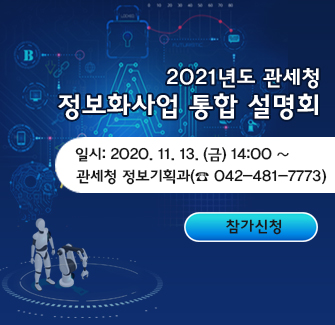 2021년도 관세청
정보화사업 통합 설명회
일시: 2020. 11. 13. (금) 14:00 ~
관세청 정보기획과(☎ 042-481-7773)
참가신청